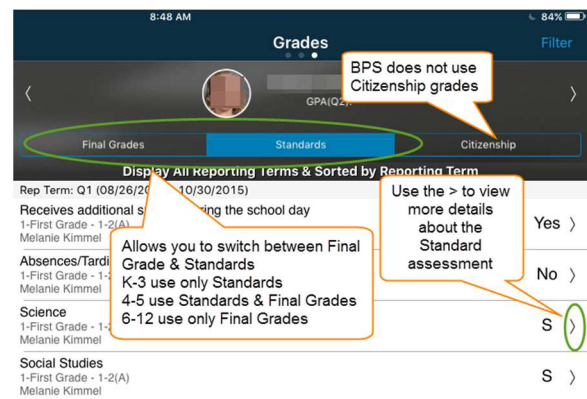 8:48 AM
84%
Grades
Filter
BPS does not use
Citizenship grades
GPA(Q2):
Final Grades
Standards
Citizenship
Display All Reporting Terms & Sorted by Reporting Term
Rep Term: Q1 (08/26/20 10/30/2015)
Use the > to view
more details
about the
Standard
assessment
Receives additional s the school day
1-First Grade - 1-2(A)
Melanie Kimmel
Yes
Allows you to switch between Final
Grade & Standards
K-3 use only Standards
4-5 use Standards & Final Grades
6-12 use only Final Grades
Absences/Tardi
1-First Grade - 1-2
Melanie Kimmel
No
Science
1-First Grade - 1-2
Melanie Kimmel
S
Social Studies
1-First Grade - 1-2(A)
Melanie Kimmel
S